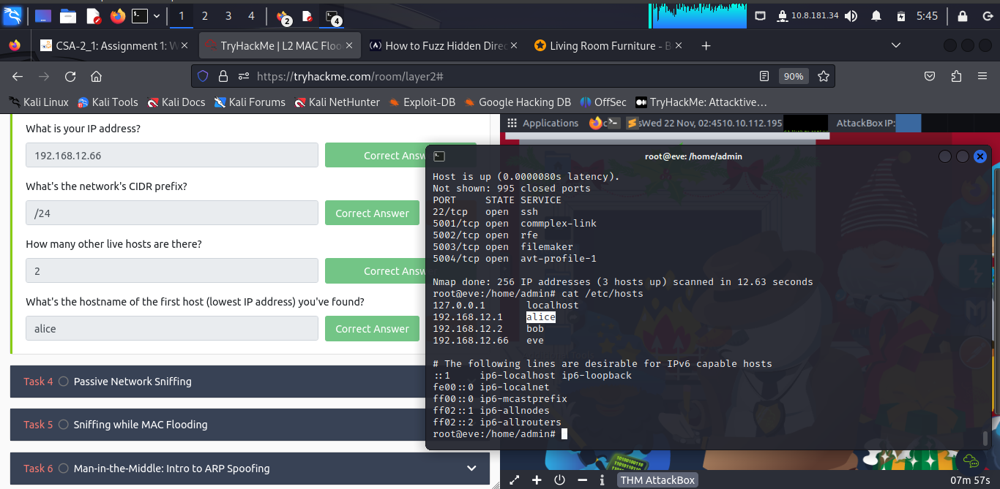 1 2 3 4 2 4 10.8.181.34 5:45
CSA-2_1: Assignment 1: W TryHackMe | L2 MAC Floo How to Fuzz Hidden Direc Living Room Furniture - B
https://tryhackme.com/room/layer2# 90%
Kali Linux Kali Tools Kali Docs Kali Forums Kali NetHunter Exploit-DB Google Hacking DB OffSec TryHackMe: Attacktive…
What is your IP address?
192.168.12.66 Correct Answ
What's the network's CIDR prefix?
/24 Correct Answer
How many other live hosts are there?
2 Correct Answ
What's the hostname of the first host (lowest IP address) you've found?
alice Correct Answer
Task 4 Passive Network Sniffing
Task 5 Sniffing while MAC Flooding
Task 6 Man-in-the-Middle: Intro to ARP Spoofing
Applications Wed 22 Nov, 02:45 10.10.112.195 AttackBox IP:
root@eve: /home/admin
Host is up (0.0000080s latency).
Not shown: 995 closed ports
PORT STATE SERVICE
22/tcp open ssh
5001/tcp open commplex-link
5002/tcp open rfe
5003/tcp open filemaker
5004/tcp open avt-profile-1
Nmap done: 256 IP addresses (3 hosts up) scanned in 12.63 seconds
root@eve:/home/admin# cat /etc/hosts
127.0.0.1 localhost
192.168.12.1 alice
192.168.12.2 bob
192.168.12.66 eve
# The following lines are desirable for IPv6 capable hosts
::1 ip6-localhost ip6-loopback
fe00::0 ip6-localnet
ff00::0 ip6-mcastprefix
ff02::1 ip6-allnodes
ff02::2 ip6-allrouters
root@eve:/home/admin#
THM AttackBox 07m 57s